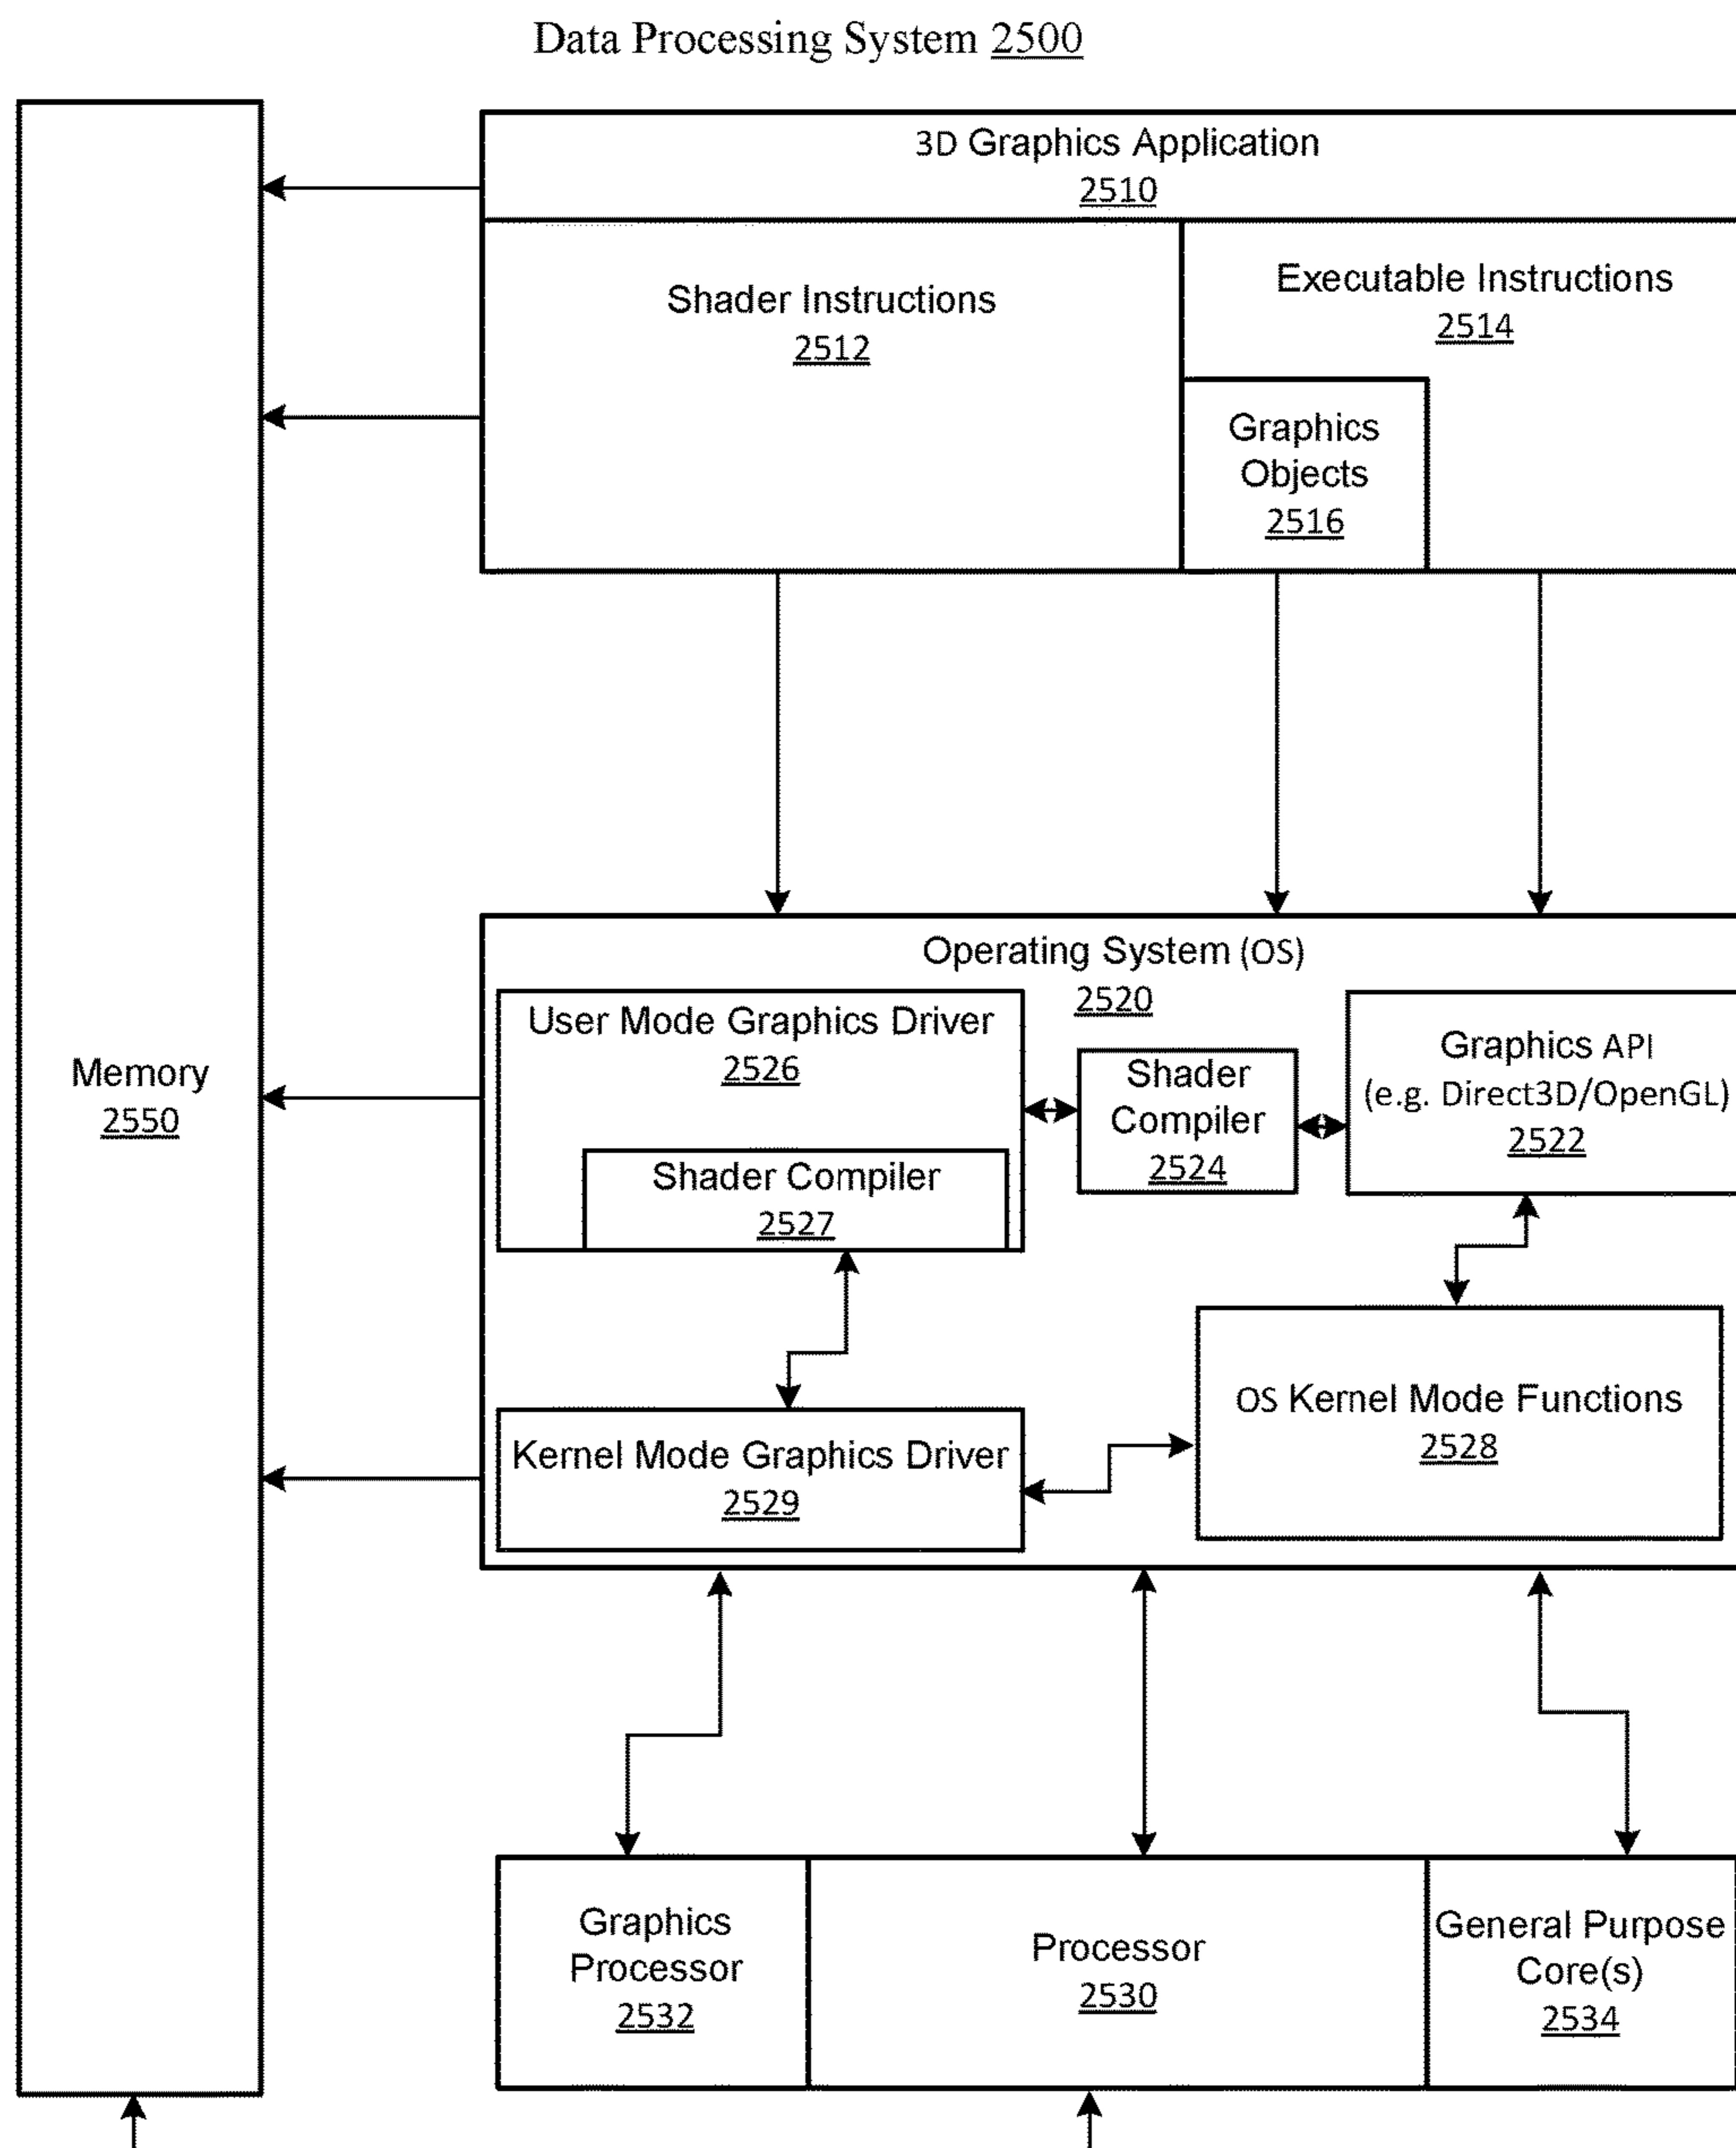 Data Processing System 2500
3D Graphics Application
2510
Shader Instructions
2512
Executable Instructions
2514
Graphics
Objects
2516
Memory
2550
Operating System (OS)
2520
User Mode Graphics Driver
2526
Shader Compiler
2527
Shader
Compiler
2524
Graphics API
(e.g. Direct3D/OpenGL)
2522
Kernel Mode Graphics Driver
2529
OS Kernel Mode Functions
2528
Graphics
Processor
2532
Processor
2530
General Purpose
Core(s)
2534